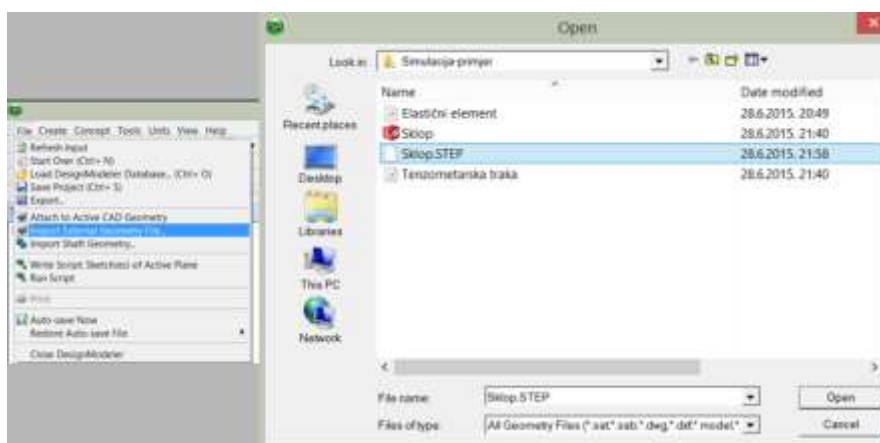 File Create Concept Tools Units View Help
Refresh Input
Start Over (Ctrl+ N)
Load DesignModeler Database... (Ctrl+ O)
Save Project (Ctrl+ S)
Export...
Attach to Active CAD Geometry
Import External Geometry File...
Import Shaft Geometry...
Write Script: Sketch(es) of Active Plane
Run Script
Print
Auto-save Now
Restore Auto-save File
Close DesignModeler
Open
Look in: Simulacija-primjer
Name Date modified
Elastični element 28.6.2015. 20:49
Sklop 28.6.2015. 21:40
Sklop.STEP 28.6.2015. 21:58
Tenzometarska traka 28.6.2015. 21:40
Recent places
Desktop
Libraries
This PC
Network
File name: Sklop.STEP Open
Files of type: All Geometry Files (*.sat;*.sab;*.dwg;*.dxf;*.model;* Cancel